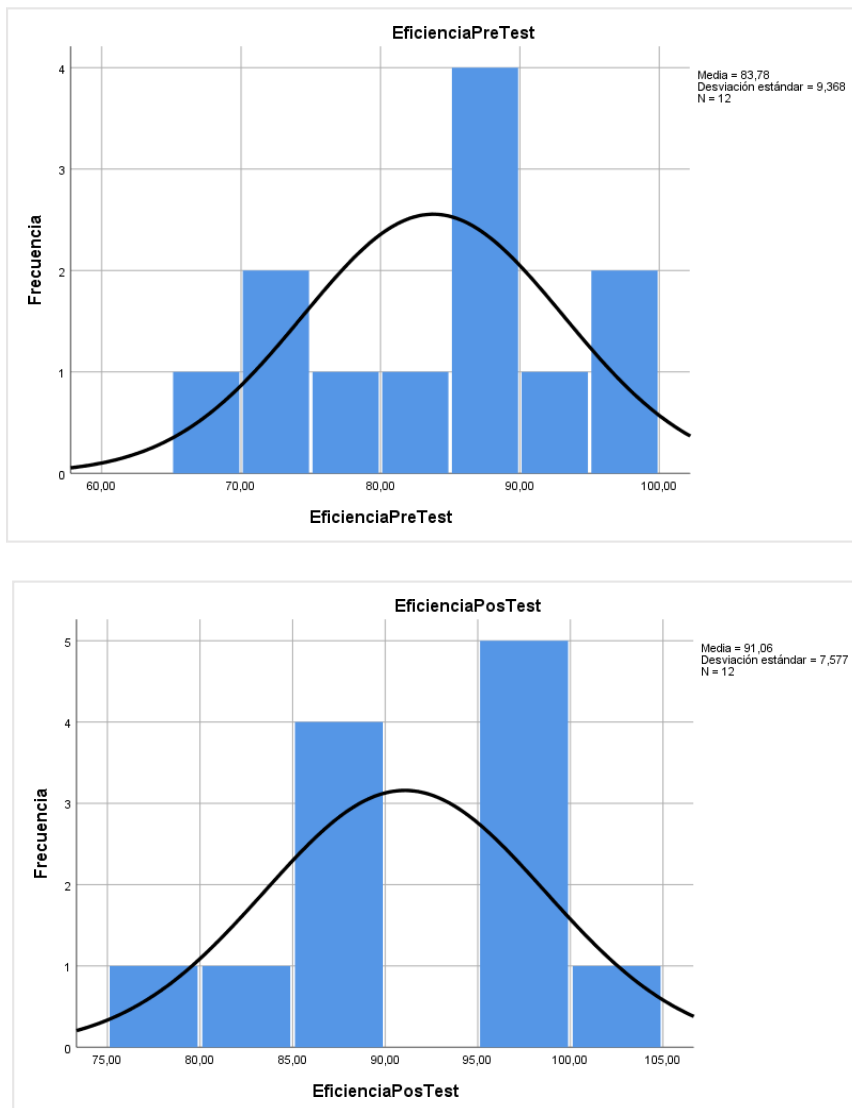 EficienciaPreTest
Media = 83,78
Desviación estándar = 9,368
N = 12
4
3
2
1
0
Frecuencia
60,00 70,00 80,00 90,00 100,00
EficienciaPreTest
EficienciaPosTest
Media = 91,06
Desviación estándar = 7,577
N = 12
5
4
3
2
1
0
Frecuencia
75,00 80,00 85,00 90,00 95,00 100,00 105,00
EficienciaPosTest